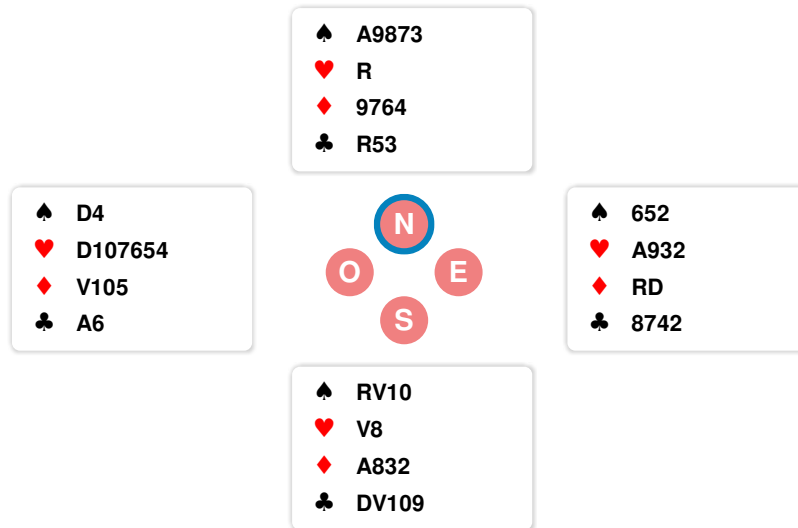 ♠ A9873
♥ R
♦ 9764
♣ R53
♠ D4
♥ D107654
♦ V105
♣ A6
N
O
E
S
♠ 652
♥ A932
♦ RD
♣ 8742
♠ RV10
♥ V8
♦ A832
♣ DV109